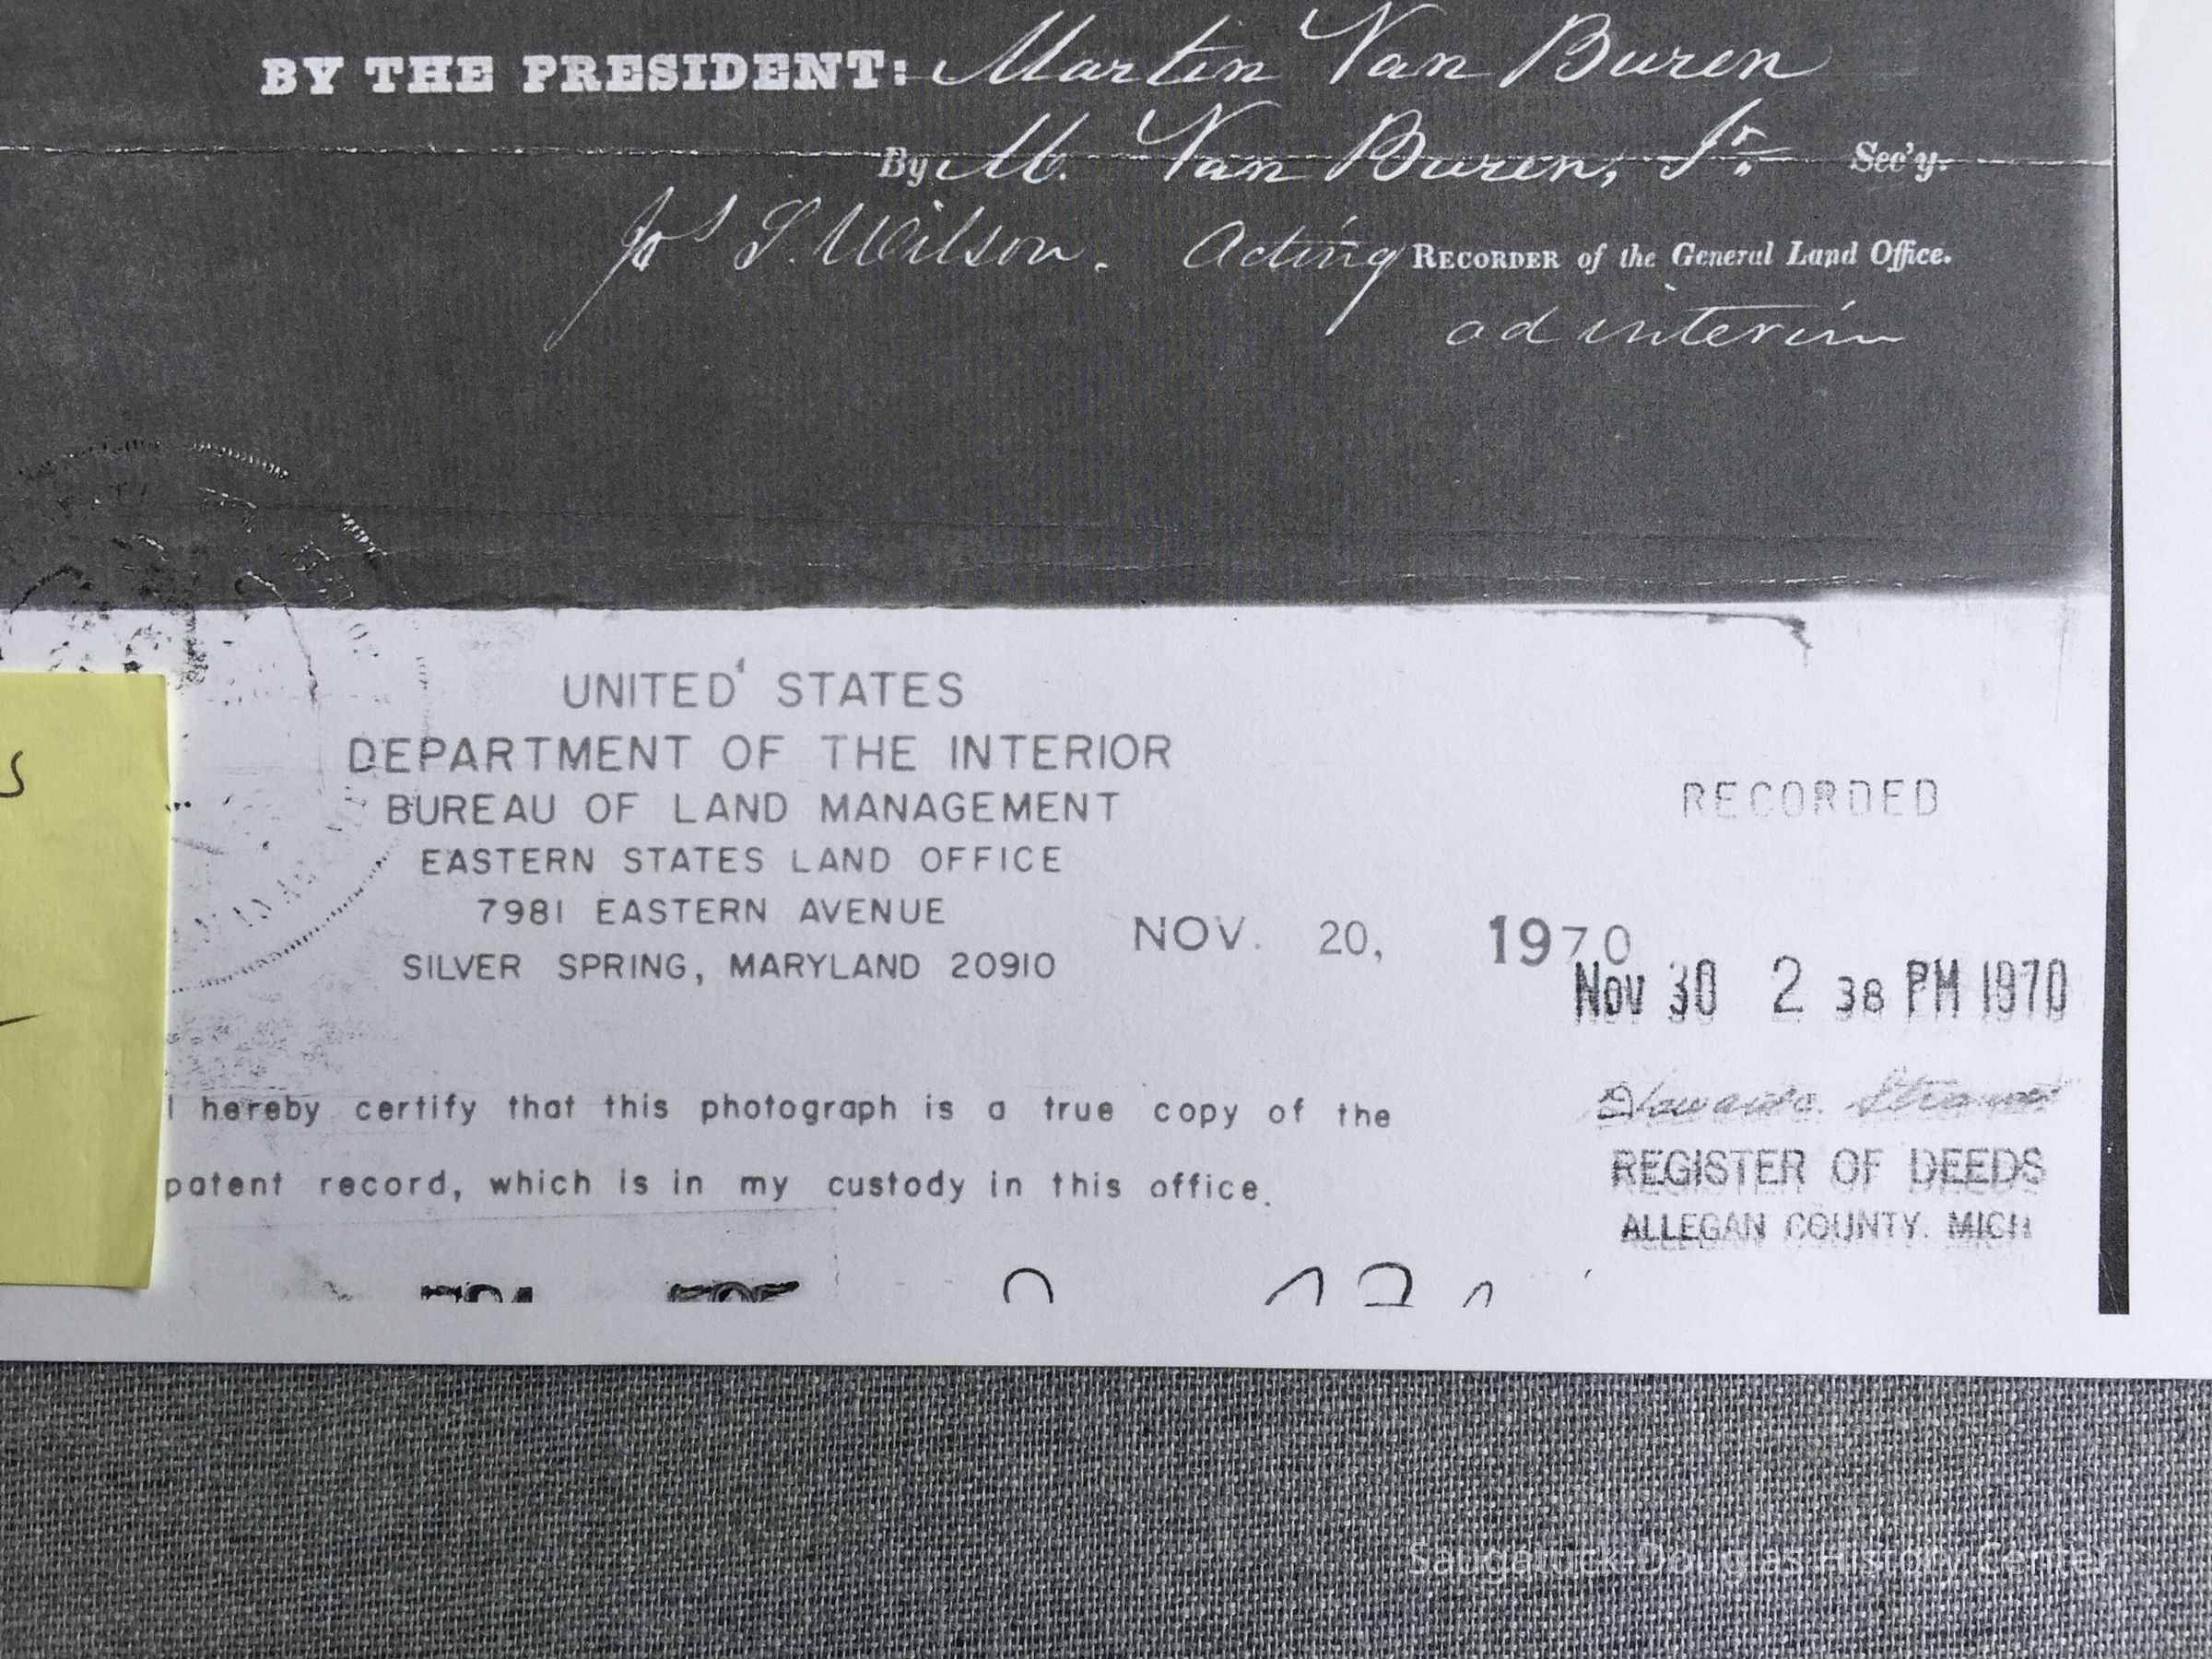 BY THE PRESIDENT: Martin Van Buren
By M. Van Buren, Jr. Sec'y.
Jos S. Wilson. Acting RECORDER of the General Land Office.
ad interim
UNITED STATES
DEPARTMENT OF THE INTERIOR
BUREAU OF LAND MANAGEMENT
EASTERN STATES LAND OFFICE
7981 EASTERN AVENUE
SILVER SPRING, MARYLAND 20910
NOV. 20, 1970
RECORDED
NOV 30 2 38 PM 1970
REGISTER OF DEEDS
ALLEGAN COUNTY. MICH
I hereby certify that this photograph is a true copy of the
patent record, which is in my custody in this office.
Saugatuck-Douglas History Center